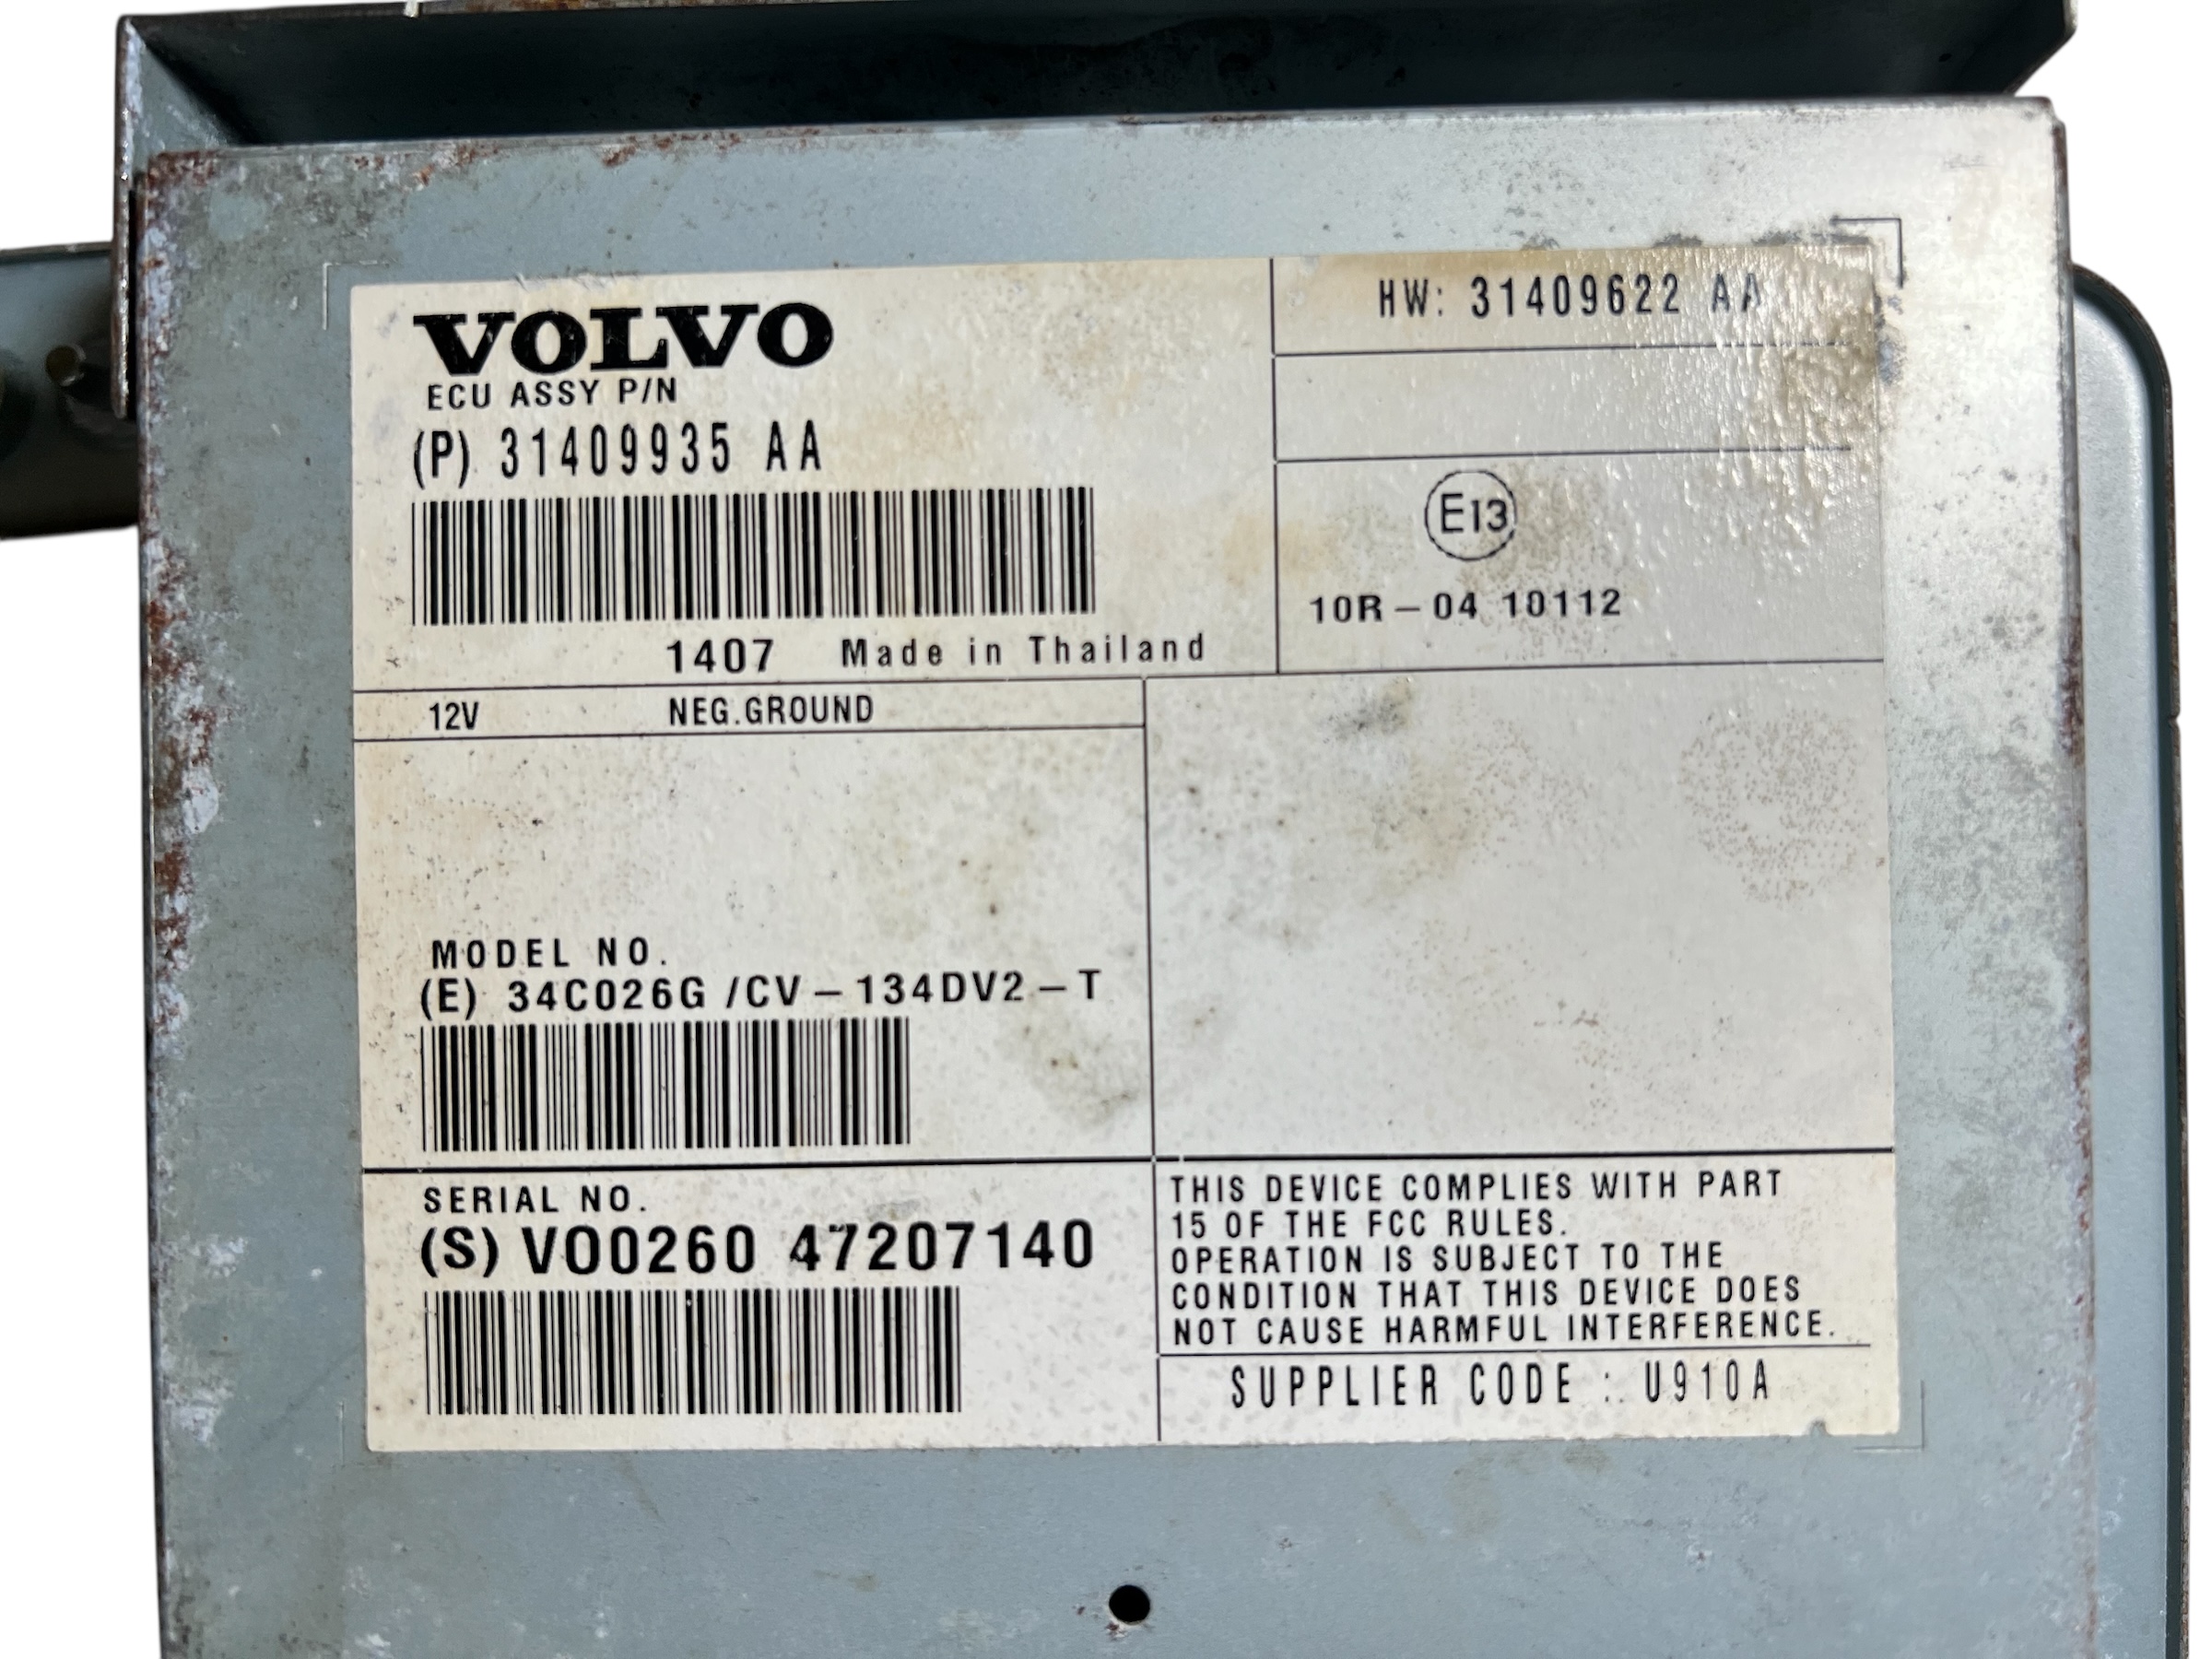 VOLVO
ECU ASSY P/N
(P) 31409935 AA
1407 Made in Thailand
HW: 31409622 AA
E13
10R-04 10112
12V NEG.GROUND
MODEL NO.
(E) 34C026G /CV-134DV2-T
SERIAL NO.
(S) VO0260 47207140
THIS DEVICE COMPLIES WITH PART
15 OF THE FCC RULES.
OPERATION IS SUBJECT TO THE
CONDITION THAT THIS DEVICE DOES
NOT CAUSE HARMFUL INTERFERENCE.
SUPPLIER CODE : U910A